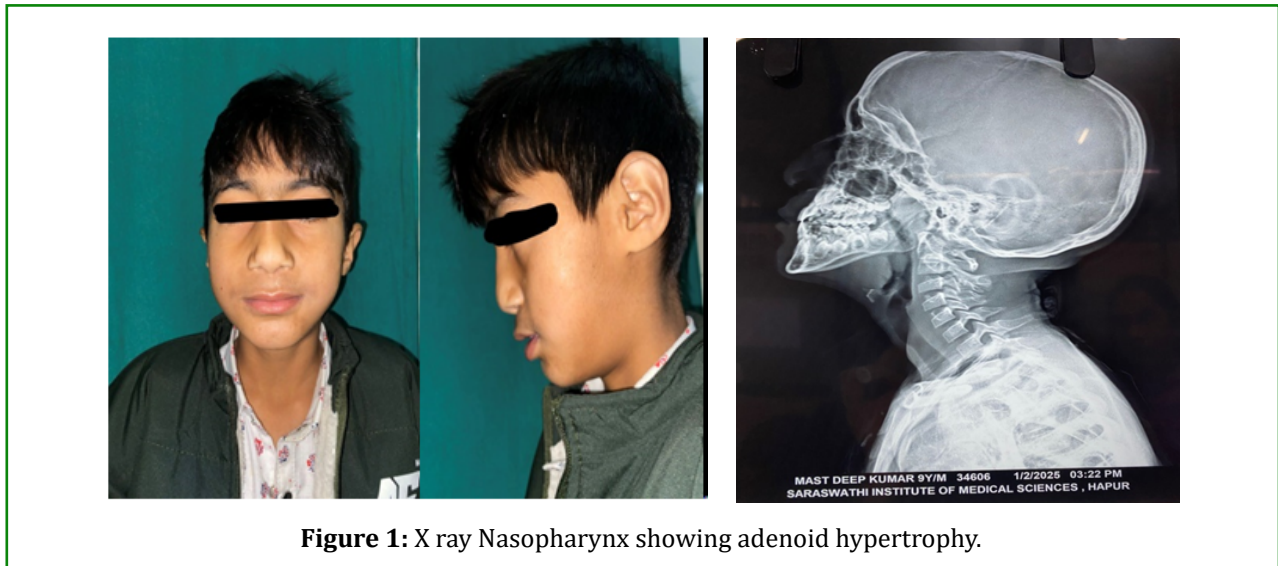 MAST DEEP KUMAR 9Y/M 34606 1/2/2025 03:22 PM
SARASWATHI INSTITUTE OF MEDICAL SCIENCES , HAPUR
Figure 1: X ray Nasopharynx showing adenoid hypertrophy.